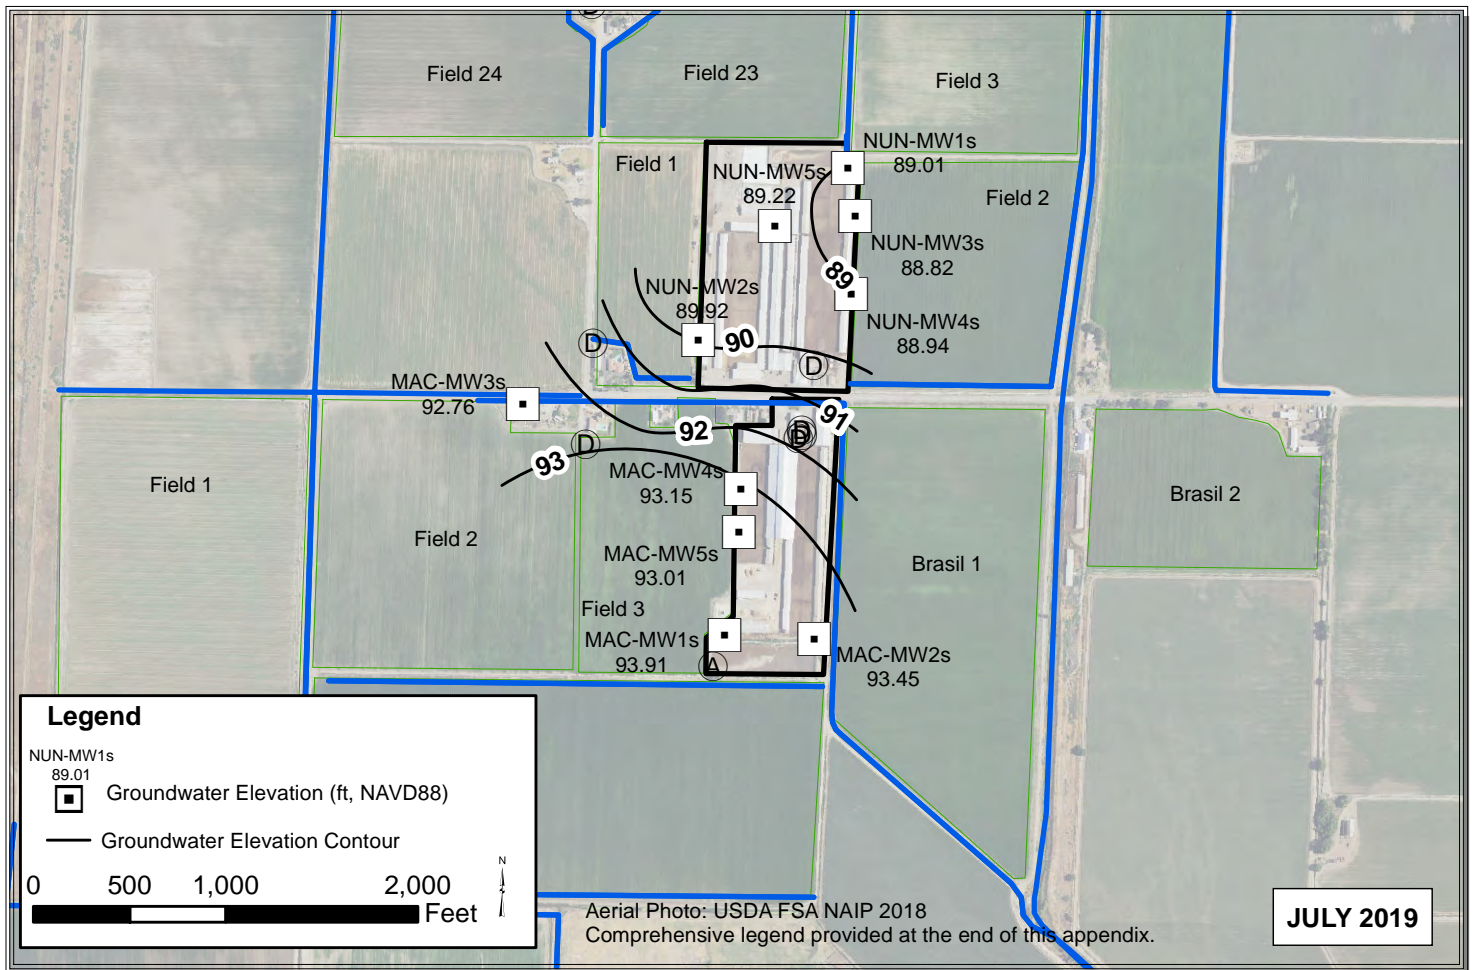 Field 24
Field 23
Field 3
NUN-MW1s
89.01
Field 1
NUN-MW5s
89.22
Field 2
NUN-MW3s
88.82
89
NUN-MW2s
89.92
NUN-MW4s
88.94
90
D
D
MAC-MW3s
92.76
91
92
D
D
93
MAC-MW4s
93.15
Field 1
Field 2
Brasil 2
MAC-MW5s
93.01
Brasil 1
Field 3
MAC-MW1s
93.91
A
MAC-MW2s
93.45
Legend
NUN-MW1s
89.01
Groundwater Elevation (ft, NAVD88)
Groundwater Elevation Contour
N
0 500 1,000 2,000
Feet
Aerial Photo: USDA FSA NAIP 2018
Comprehensive legend provided at the end of this appendix.
JULY 2019